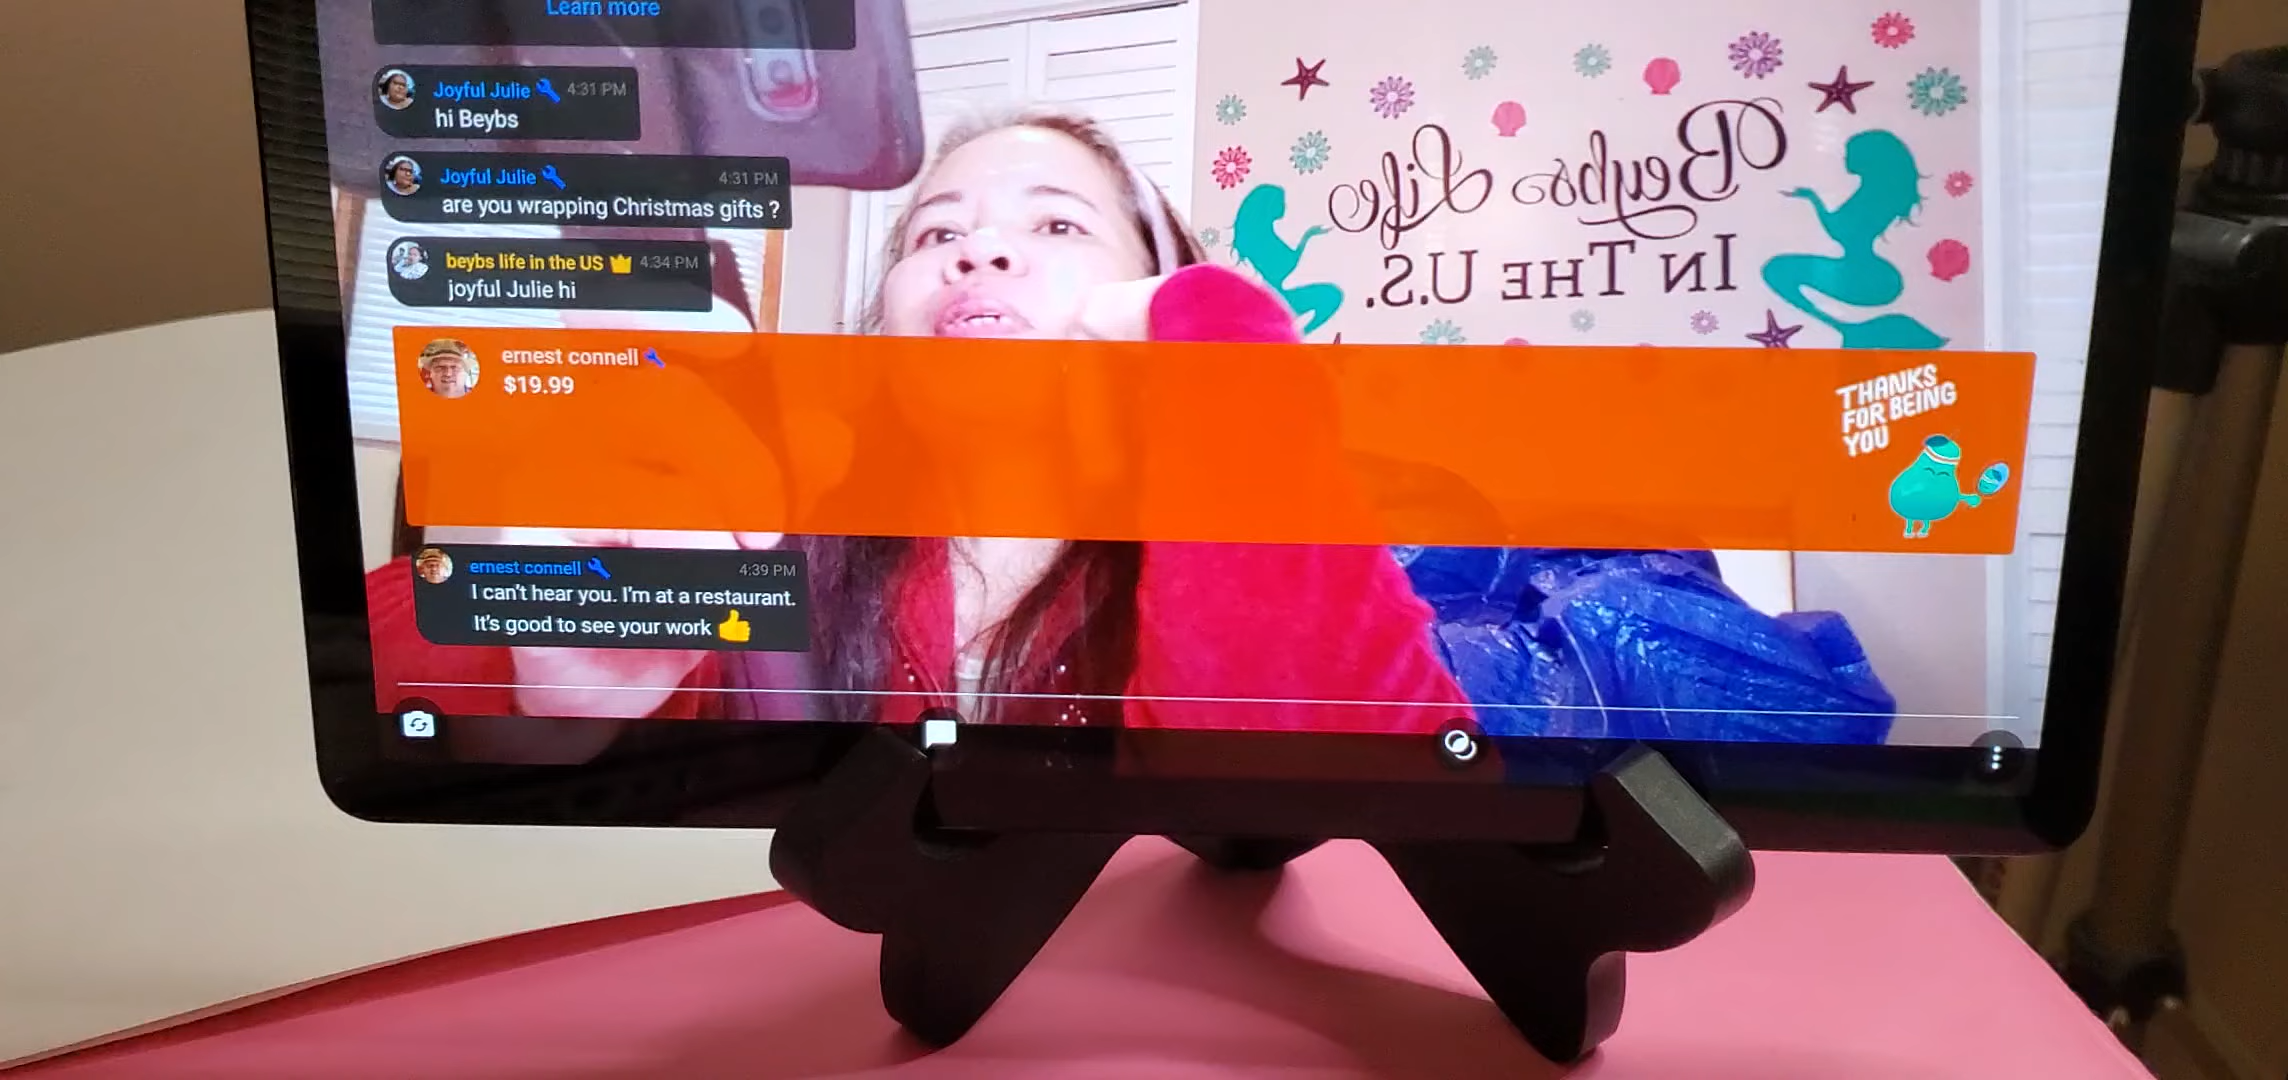 Learn more
Joyful Julie 4:31 PM
hi Beybs
Joyful Julie 4:31 PM
are you wrapping Christmas gifts ?
beybs life in the US 4:34 PM
joyful Julie hi
Beybs Life
IN THE U.S.
ernest connell
$19.99
THANKS
FOR BEING
YOU
ernest connell 4:39 PM
I can't hear you. I'm at a restaurant.
It's good to see your work 👍